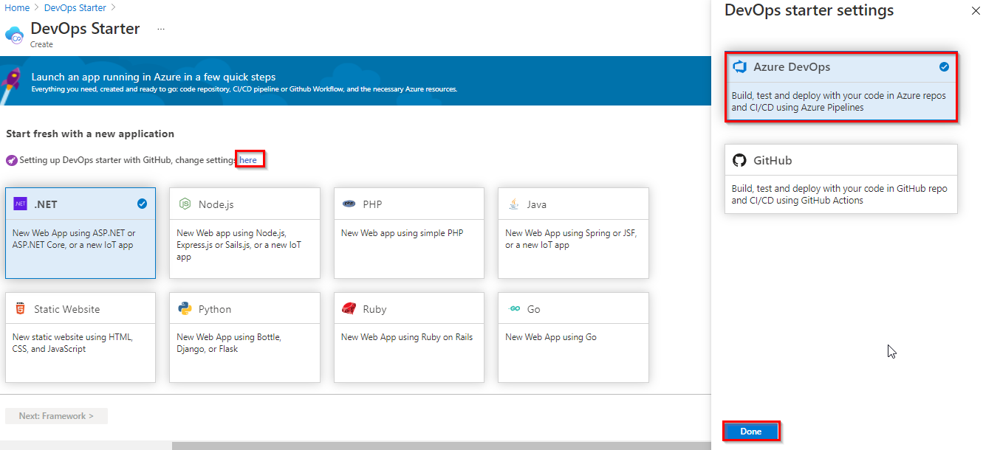 Home > DevOps Starter >
DevOps Starter ...
Create
Launch an app running in Azure in a few quick steps
Everything you need, created and ready to go: code repository, CI/CD pipeline or Github Workflow, and the necessary Azure resources.
Start fresh with a new application
Setting up DevOps starter with GitHub, change settings here
.NET
.NET
New Web App using ASP.NET or
ASP.NET Core, or a new IoT app
Node.js
New Web app using Node.js,
Express.js or Sails.js, or a new IoT
app
php
PHP
New Web app using simple PHP
Java
New Web App using Spring or JSF,
or a new IoT app
Static Website
New static website using HTML,
CSS, and JavaScript
Python
New Web App using Bottle,
Django, or Flask
Ruby
New Web App using Ruby on Rails
GO
Go
New Web App using Go
Next: Framework >
DevOps starter settings
Azure DevOps
Build, test and deploy with your code in Azure repos
and CI/CD using Azure Pipelines
GitHub
Build, test and deploy with your code in GitHub repo
and CI/CD using GitHub Actions
Done